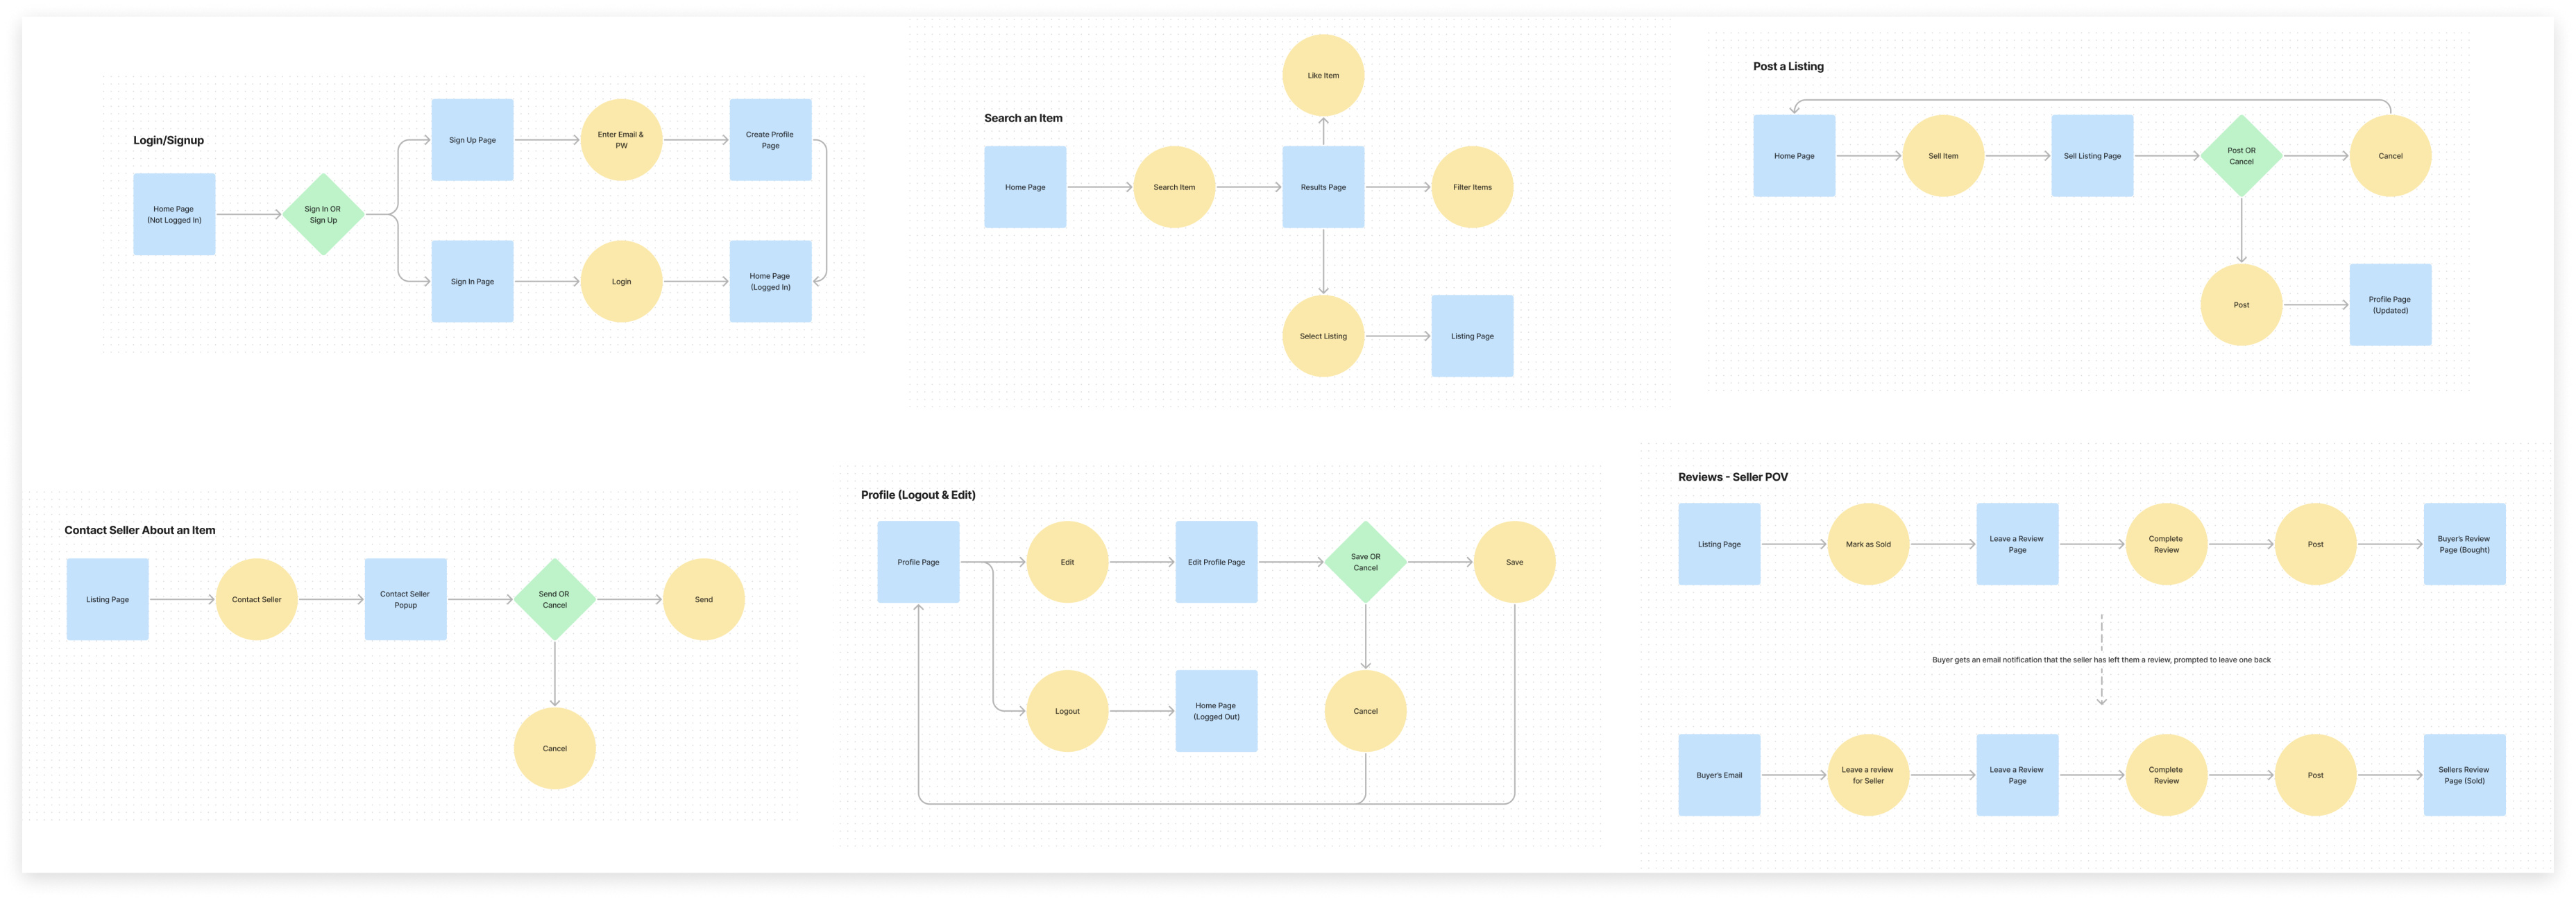 Login/Signup
Home Page
(Not Logged In)
Sign In OR
Sign Up
Sign Up Page
Enter Email &
PW
Create Profile
Page
Sign In Page
Login
Home Page
(Logged In)
Search an Item
Home Page
Search Item
Results Page
Like Item
Filter Items
Select Listing
Listing Page
Post a Listing
Home Page
Sell Item
Sell Listing Page
Post OR
Cancel
Cancel
Post
Profile Page
(Updated)
Contact Seller About an Item
Listing Page
Contact Seller
Contact Seller
Popup
Send OR
Cancel
Send
Cancel
Profile (Logout & Edit)
Profile Page
Edit
Edit Profile Page
Save OR
Cancel
Save
Logout
Home Page
(Logged Out)
Cancel
Reviews - Seller POV
Listing Page
Mark as Sold
Leave a Review
Page
Complete
Review
Post
Buyer's Review
Page (Bought)
Buyer gets an email notification that the seller has left them a review, prompted to leave one back
Buyer's Email
Leave a review
for Seller
Leave a Review
Page
Complete
Review
Post
Sellers Review
Page (Sold)